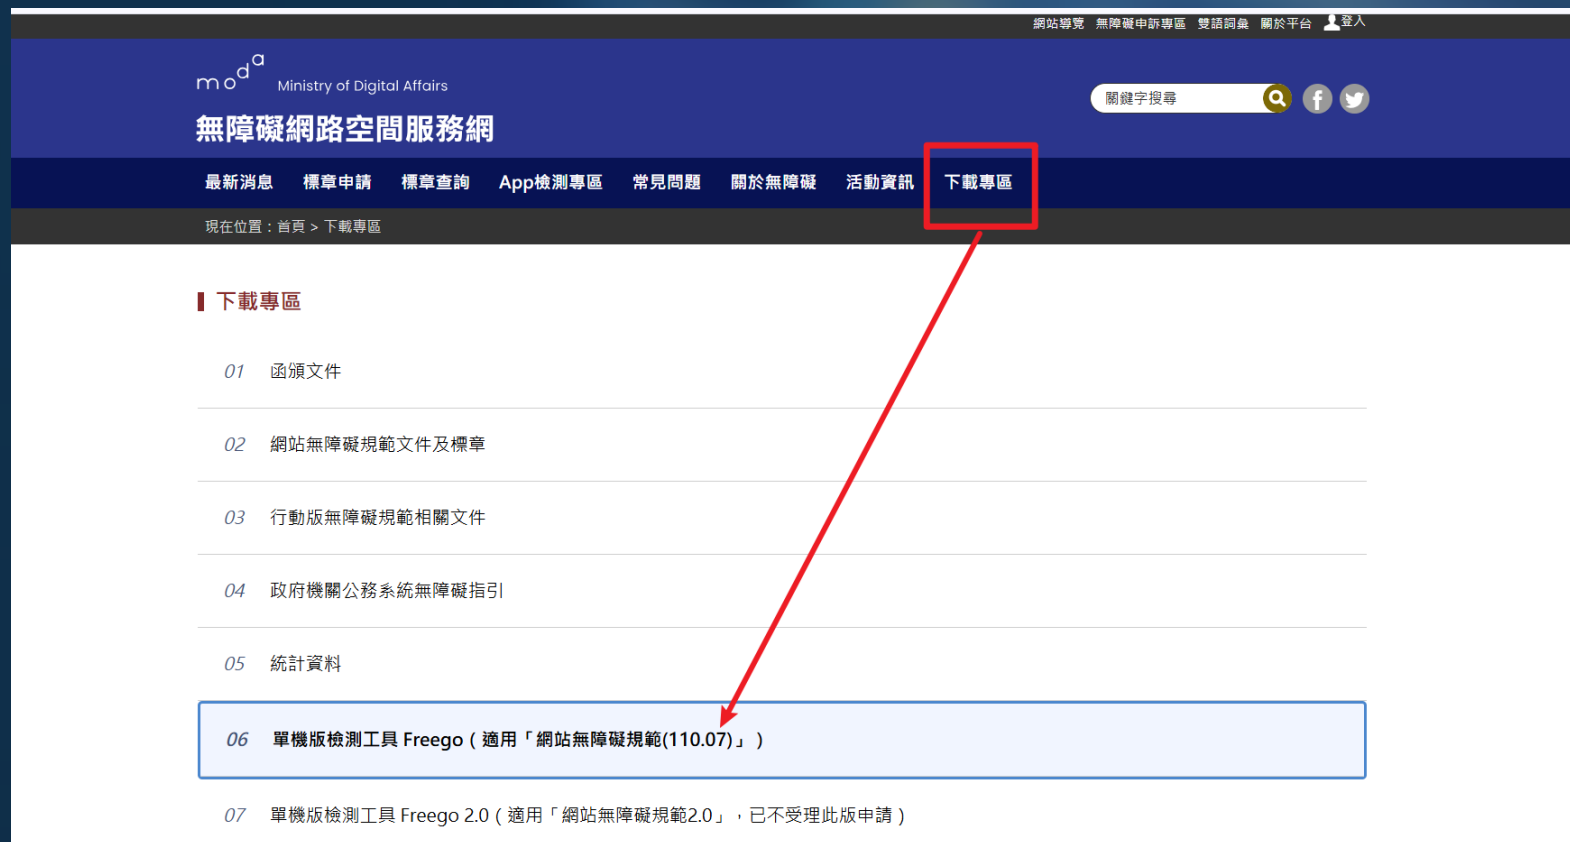 網站導覽 無障礙申訴專區 雙語詞彙 關於平台 登入
moda Ministry of Digital Affairs
無障礙網路空間服務網
關鍵字搜尋
最新消息 標章申請 標章查詢 App檢測專區 常見問題 關於無障礙 活動資訊 下載專區
現在位置：首頁 > 下載專區
下載專區
01 函頒文件
02 網站無障礙規範文件及標章
03 行動版無障礙規範相關文件
04 政府機關公務系統無障礙指引
05 統計資料
06 單機版檢測工具 Freego（適用「網站無障礙規範(110.07)」）
07 單機版檢測工具 Freego 2.0（適用「網站無障礙規範2.0」，已不受理此版申請）